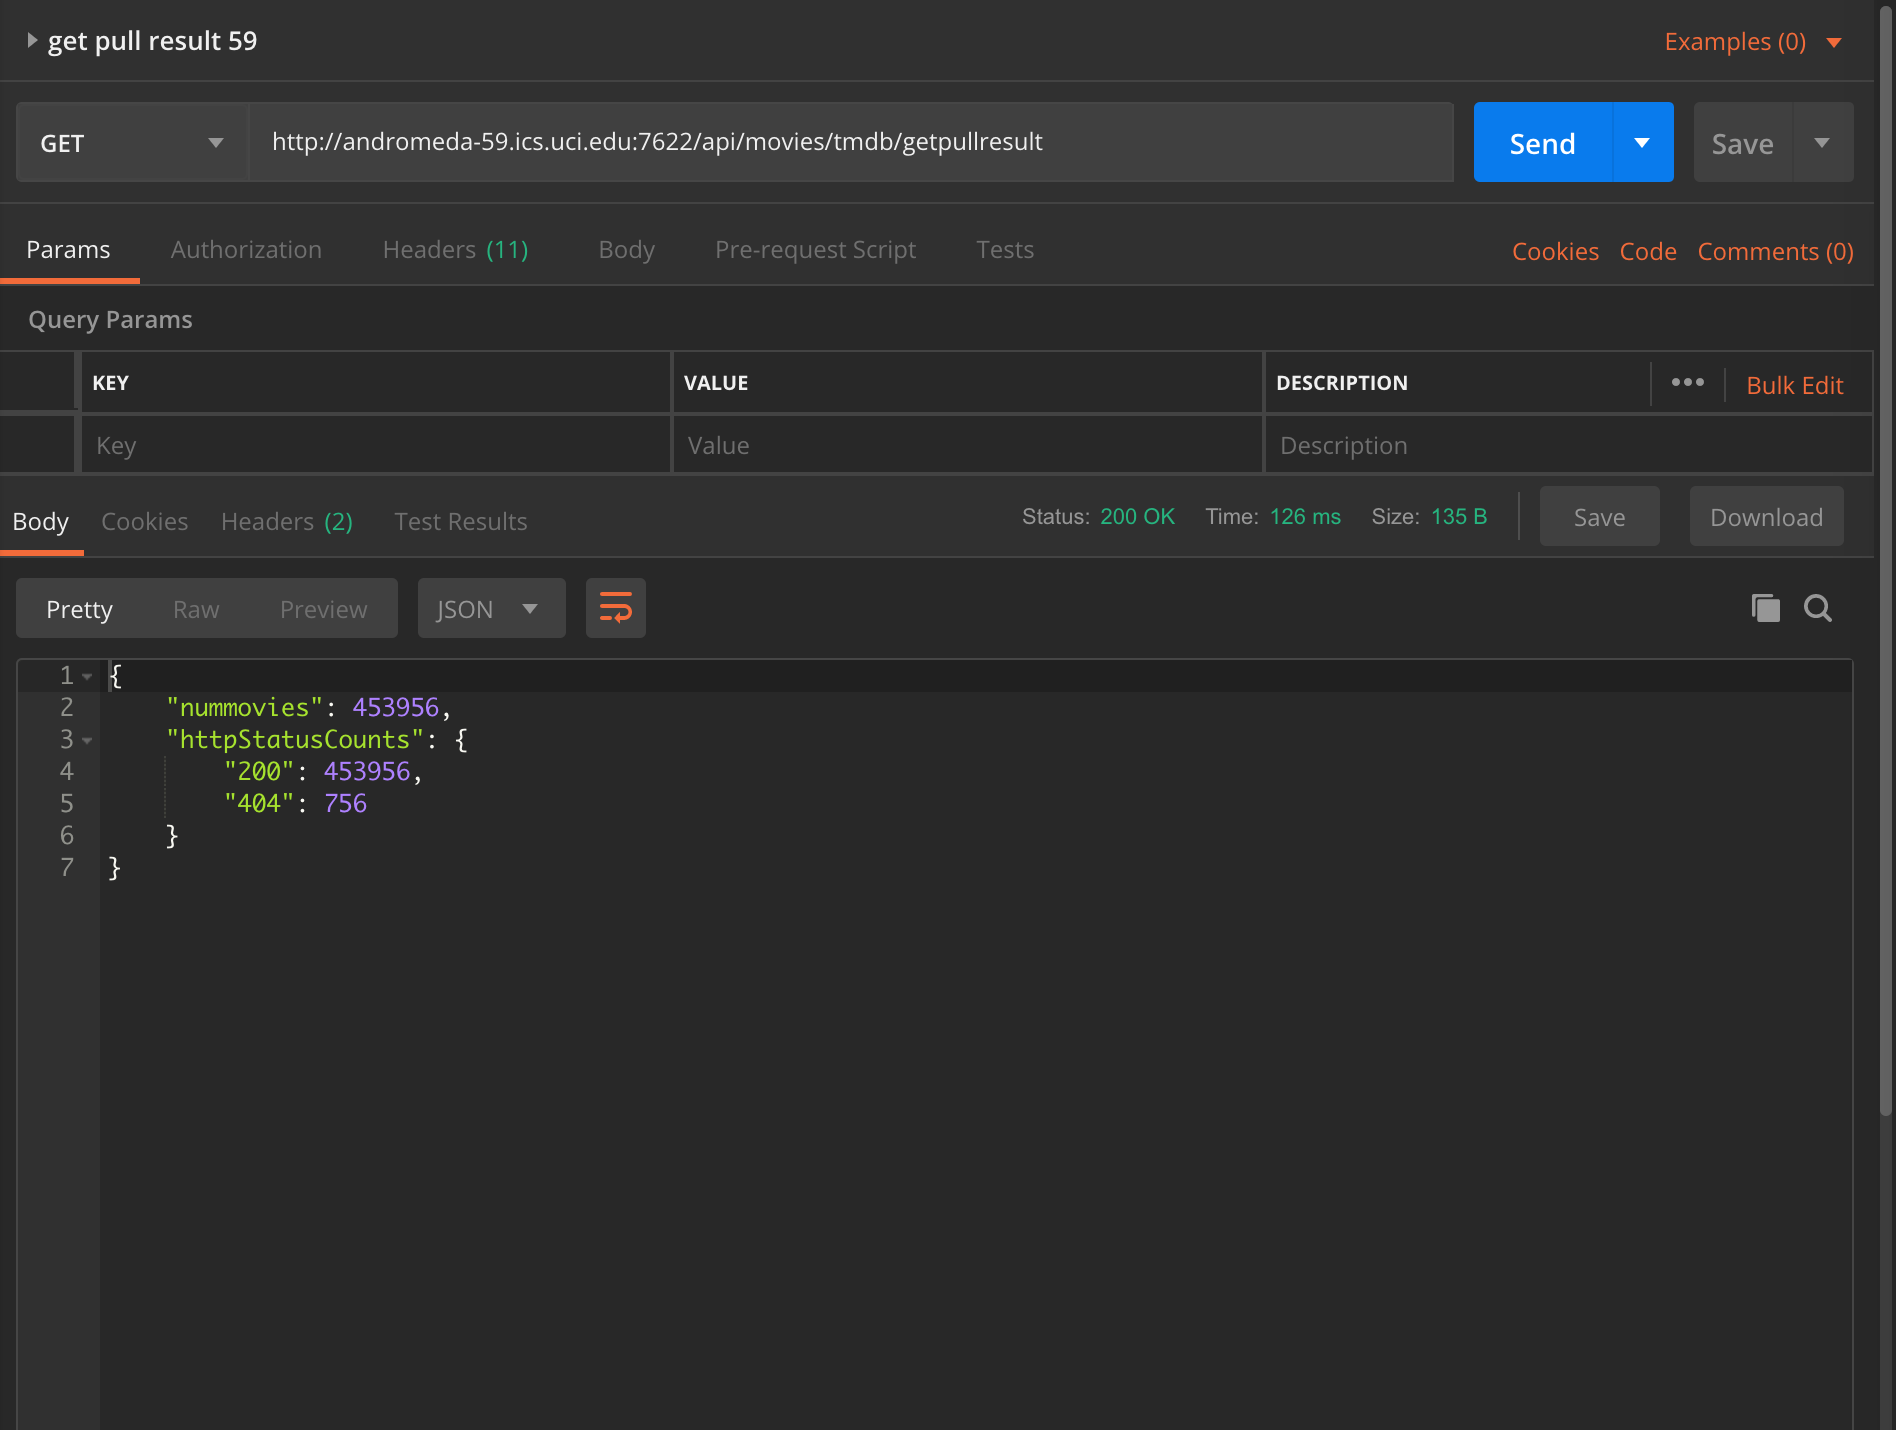 get pull result 59
Examples (0)
GET
http://andromeda-59.ics.uci.edu:7622/api/movies/tmdb/getpullresult
Send
Save
Params Authorization Headers (11) Body Pre-request Script Tests
Cookies Code Comments (0)
Query Params
KEY VALUE DESCRIPTION ••• Bulk Edit
Key Value Description
Body Cookies Headers (2) Test Results
Status: 200 OK Time: 126 ms Size: 135 B
Save Download
Pretty Raw Preview JSON
1 {
2 "nummovies": 453956,
3 "httpStatusCounts": {
4 "200": 453956,
5 "404": 756
6 }
7 }